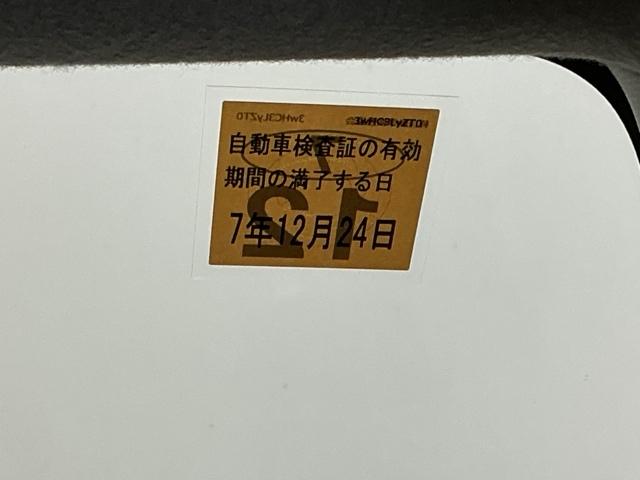 自動車検査証の有効
期間の満了する日
7年12月24日
12